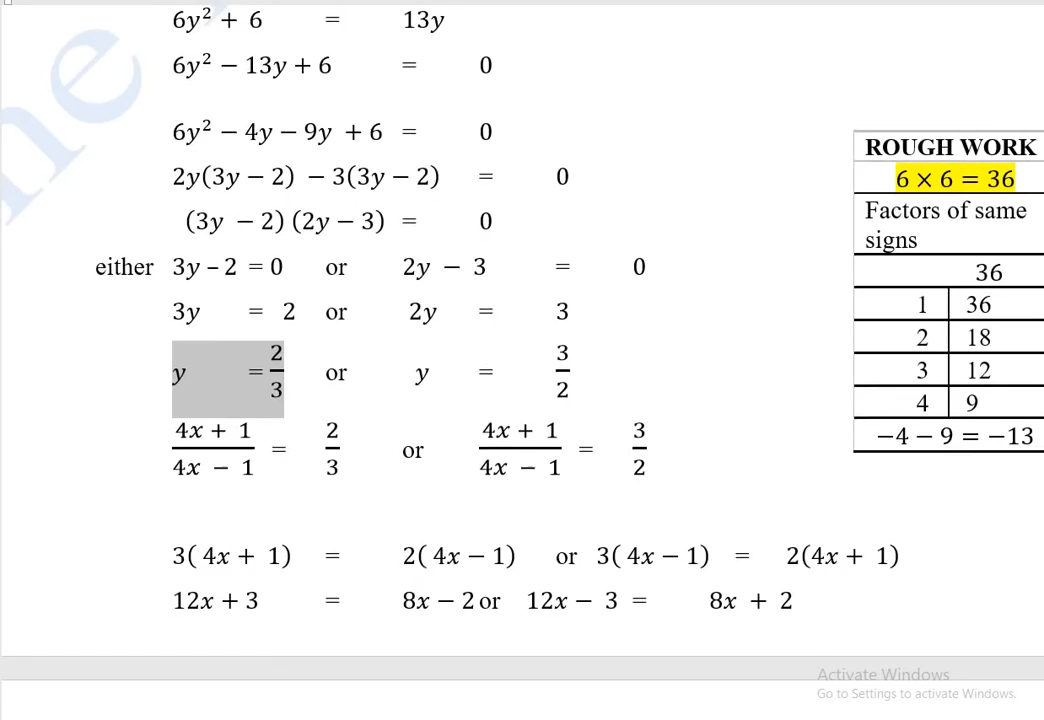 6y² + 6 = 13y
6y² − 13y + 6 = 0
6y² − 4y − 9y + 6 = 0
2y(3y − 2) − 3(3y − 2) = 0
(3y − 2) (2y − 3) = 0
either 3y – 2 = 0 or 2y − 3 = 0
3y = 2 or 2y = 3
y = 2/3 or y = 3/2
(4x + 1)/(4x − 1) = 2/3 or (4x + 1)/(4x − 1) = 3/2
3( 4x + 1) = 2( 4x − 1) or 3( 4x − 1) = 2(4x + 1)
12x + 3 = 8x − 2 or 12x − 3 = 8x + 2
ROUGH WORK
6 × 6 = 36
Factors of same
signs
36
1 36
2 18
3 12
4 9
−4 − 9 = −13
Activate Windows
Go to Settings to activate Windows.